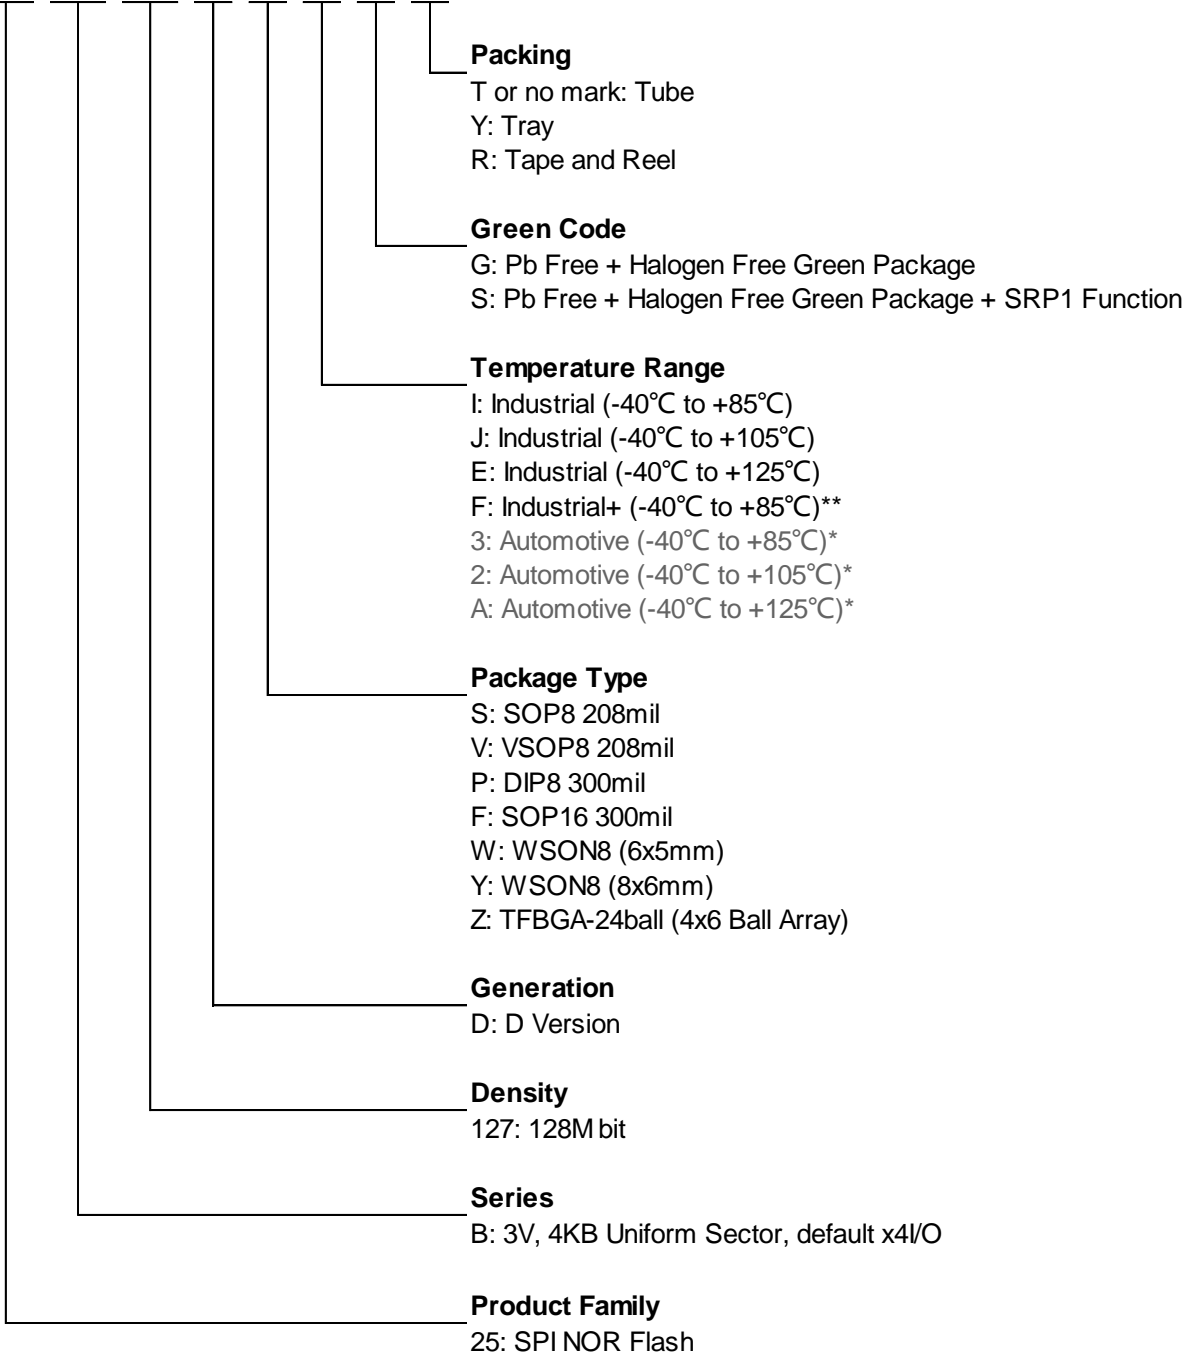 Packing
T or no mark: Tube
Y: Tray
R: Tape and Reel
Green Code
G: Pb Free + Halogen Free Green Package
S: Pb Free + Halogen Free Green Package + SRP1 Function
Temperature Range
I: Industrial (-40℃ to +85℃)
J: Industrial (-40℃ to +105℃)
E: Industrial (-40℃ to +125℃)
F: Industrial+ (-40℃ to +85℃)**
3: Automotive (-40℃ to +85℃)*
2: Automotive (-40℃ to +105℃)*
A: Automotive (-40℃ to +125℃)*
Package Type
S: SOP8 208mil
V: VSOP8 208mil
P: DIP8 300mil
F: SOP16 300mil
W: WSON8 (6x5mm)
Y: WSON8 (8x6mm)
Z: TFBGA-24ball (4x6 Ball Array)
Generation
D: D Version
Density
127: 128M bit
Series
B: 3V, 4KB Uniform Sector, default x4I/O
Product Family
25: SPI NOR Flash